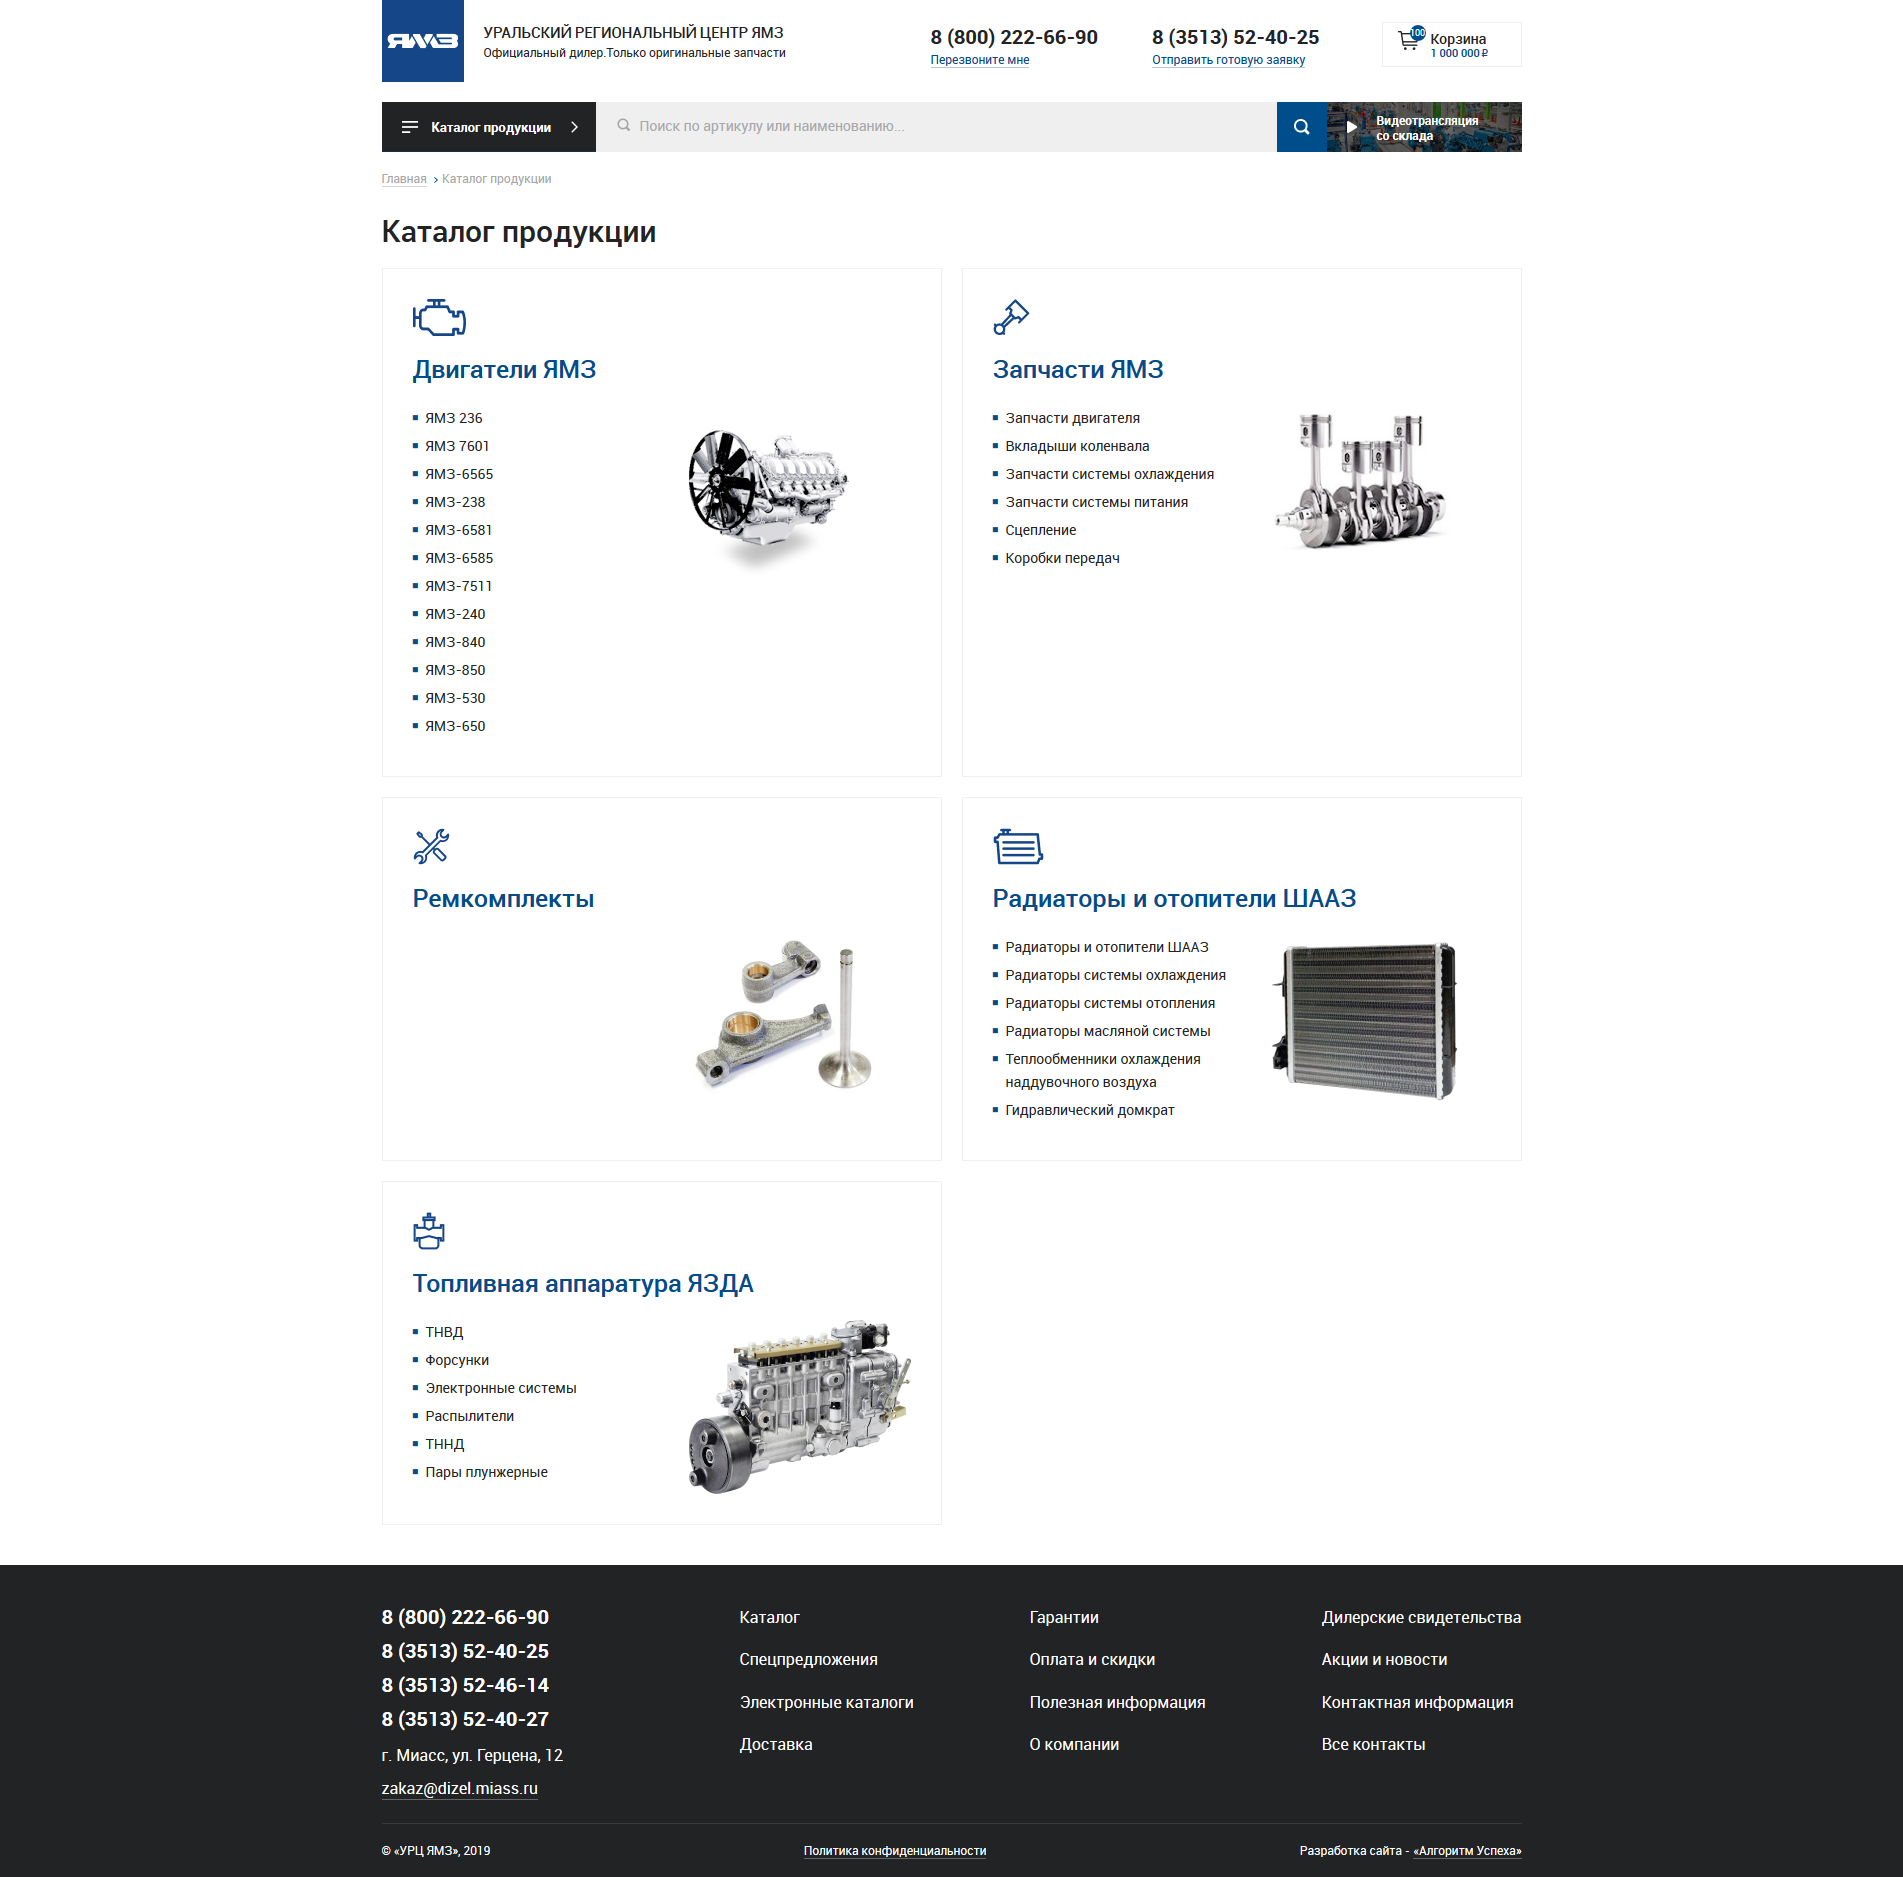 ЯМЗ
УРАЛЬСКИЙ РЕГИОНАЛЬНЫЙ ЦЕНТР ЯМЗ
Официальный дилер.Только оригинальные запчасти
8 (800) 222-66-90
Перезвоните мне
8 (3513) 52-40-25
Отправить готовую заявку
100
Корзина
1 000 000 ₽
Каталог продукции
Поиск по артикулу или наименованию...
Видеотрансляция
со склада
Главная > Каталог продукции
Каталог продукции
Двигатели ЯМЗ
ЯМЗ 236
ЯМЗ 7601
ЯМЗ-6565
ЯМЗ-238
ЯМЗ-6581
ЯМЗ-6585
ЯМЗ-7511
ЯМЗ-240
ЯМЗ-840
ЯМЗ-850
ЯМЗ-530
ЯМЗ-650
Запчасти ЯМЗ
Запчасти двигателя
Вкладыши коленвала
Запчасти системы охлаждения
Запчасти системы питания
Сцепление
Коробки передач
Ремкомплекты
Радиаторы и отопители ШААЗ
Радиаторы и отопители ШААЗ
Радиаторы системы охлаждения
Радиаторы системы отопления
Радиаторы масляной системы
Теплообменники охлаждения
наддувочного воздуха
Гидравлический домкрат
Топливная аппаратура ЯЗДА
ТНВД
Форсунки
Электронные системы
Распылители
ТННД
Пары плунжерные
8 (800) 222-66-90
8 (3513) 52-40-25
8 (3513) 52-46-14
8 (3513) 52-40-27
г. Миасс, ул. Герцена, 12
zakaz@dizel.miass.ru
Каталог
Спецпредложения
Электронные каталоги
Доставка
Гарантии
Оплата и скидки
Полезная информация
О компании
Дилерские свидетельства
Акции и новости
Контактная информация
Все контакты
© «УРЦ ЯМЗ», 2019
Политика конфиденциальности
Разработка сайта - «Алгоритм Успеха»